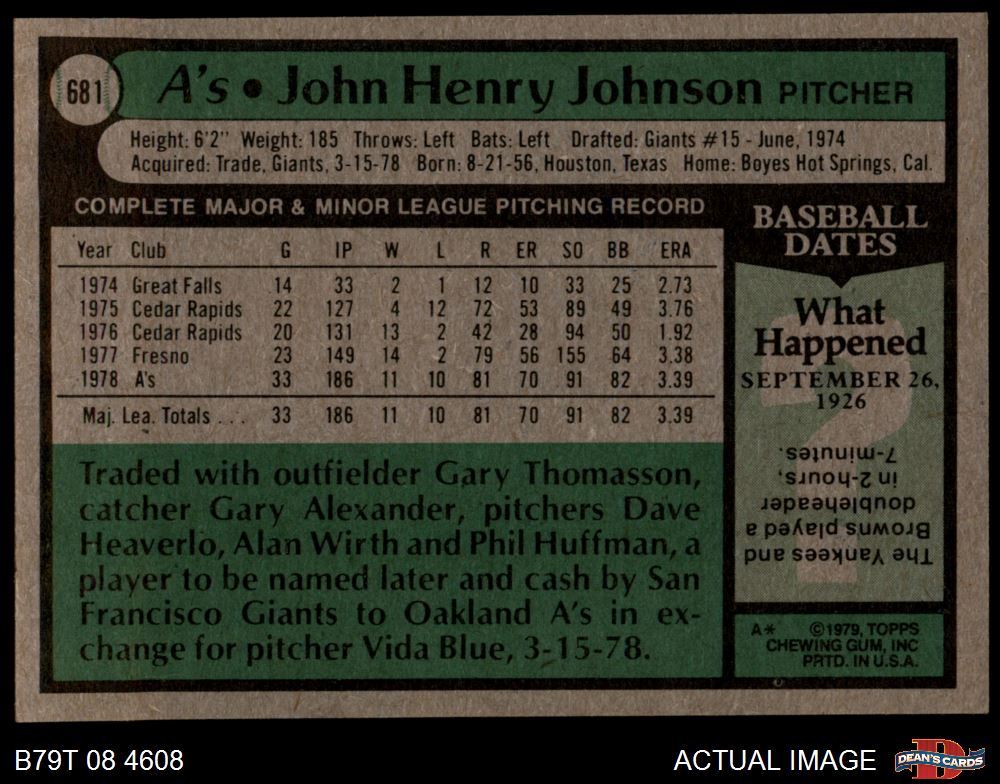 681
A's • John Henry Johnson PITCHER
Height: 6'2" Weight: 185 Throws: Left Bats: Left Drafted: Giants #15 - June, 1974
Acquired: Trade, Giants, 3-15-78 Born: 8-21-56, Houston, Texas Home: Boyes Hot Springs, Cal.
COMPLETE MAJOR & MINOR LEAGUE PITCHING RECORD
Year Club G IP W L R ER SO BB ERA
1974 Great Falls 14 33 2 1 12 10 33 25 2.73
1975 Cedar Rapids 22 127 4 12 72 53 89 49 3.76
1976 Cedar Rapids 20 131 13 2 42 28 94 50 1.92
1977 Fresno 23 149 14 2 79 56 155 64 3.38
1978 A's 33 186 11 10 81 70 91 82 3.39
Maj. Lea. Totals . . . 33 186 11 10 81 70 91 82 3.39
Traded with outfielder Gary Thomasson,
catcher Gary Alexander, pitchers Dave
Heaverlo, Alan Wirth and Phil Huffman, a
player to be named later and cash by San
Francisco Giants to Oakland A's in ex-
change for pitcher Vida Blue, 3-15-78.
BASEBALL
DATES
What
Happened
SEPTEMBER 26,
1926
The Yankees and
Browns played a
doubleheader
in 2-hours,
7-minutes.
A* ©1979, TOPPS
CHEWING GUM, INC
PRTD. IN U.S.A.
B79T 08 4608
ACTUAL IMAGE
D
DEAN'S CARDS